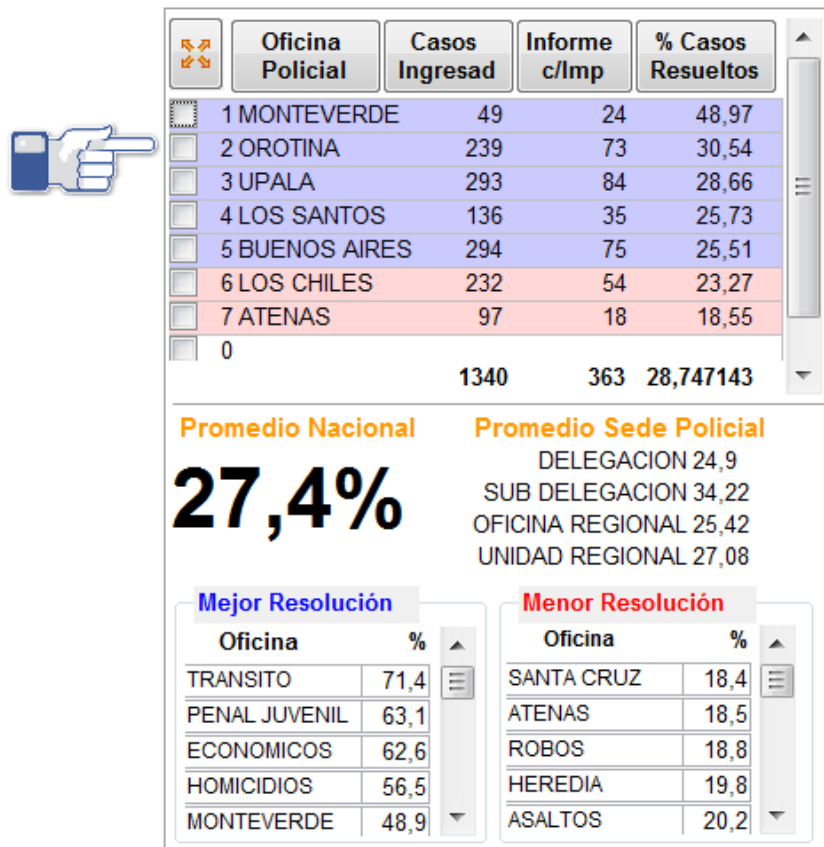 Oficina Policial Casos Ingresad Informe c/Imp % Casos Resueltos
1 MONTEVERDE 49 24 48,97
2 OROTINA 239 73 30,54
3 UPALA 293 84 28,66
4 LOS SANTOS 136 35 25,73
5 BUENOS AIRES 294 75 25,51
6 LOS CHILES 232 54 23,27
7 ATENAS 97 18 18,55
0
1340 363 28,747143
Promedio Nacional
27,4%
Promedio Sede Policial
DELEGACION 24,9
SUB DELEGACION 34,22
OFICINA REGIONAL 25,42
UNIDAD REGIONAL 27,08
Mejor Resolución
Oficina %
TRANSITO 71,4
PENAL JUVENIL 63,1
ECONOMICOS 62,6
HOMICIDIOS 56,5
MONTEVERDE 48,9
Menor Resolución
Oficina %
SANTA CRUZ 18,4
ATENAS 18,5
ROBOS 18,8
HEREDIA 19,8
ASALTOS 20,2